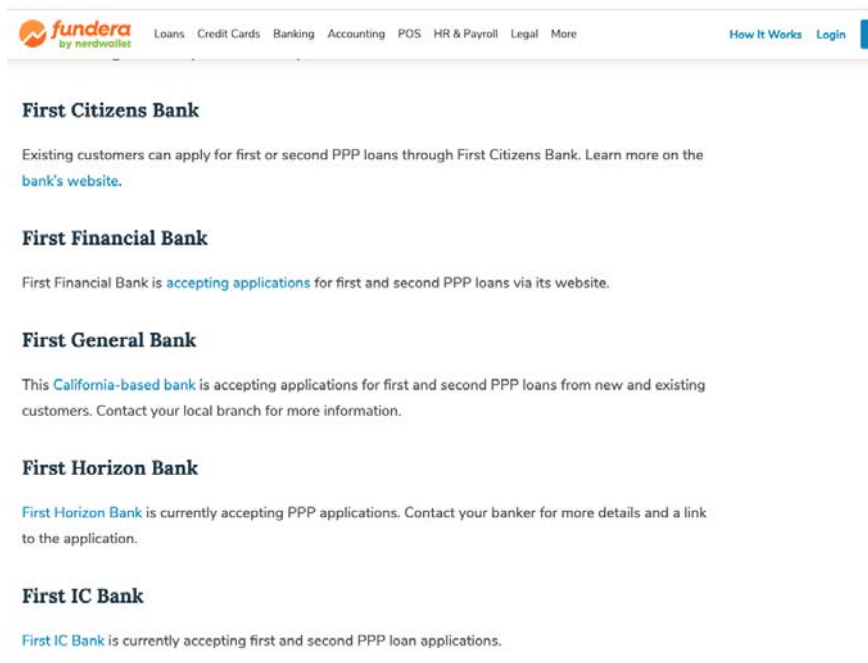 fundera
by nerdwallet
Loans Credit Cards Banking Accounting POS HR & Payroll Legal More
How It Works Login
First Citizens Bank
Existing customers can apply for first or second PPP loans through First Citizens Bank. Learn more on the
bank's website.
First Financial Bank
First Financial Bank is accepting applications for first and second PPP loans via its website.
First General Bank
This California-based bank is accepting applications for first and second PPP loans from new and existing
customers. Contact your local branch for more information.
First Horizon Bank
First Horizon Bank is currently accepting PPP applications. Contact your banker for more details and a link
to the application.
First IC Bank
First IC Bank is currently accepting first and second PPP loan applications.